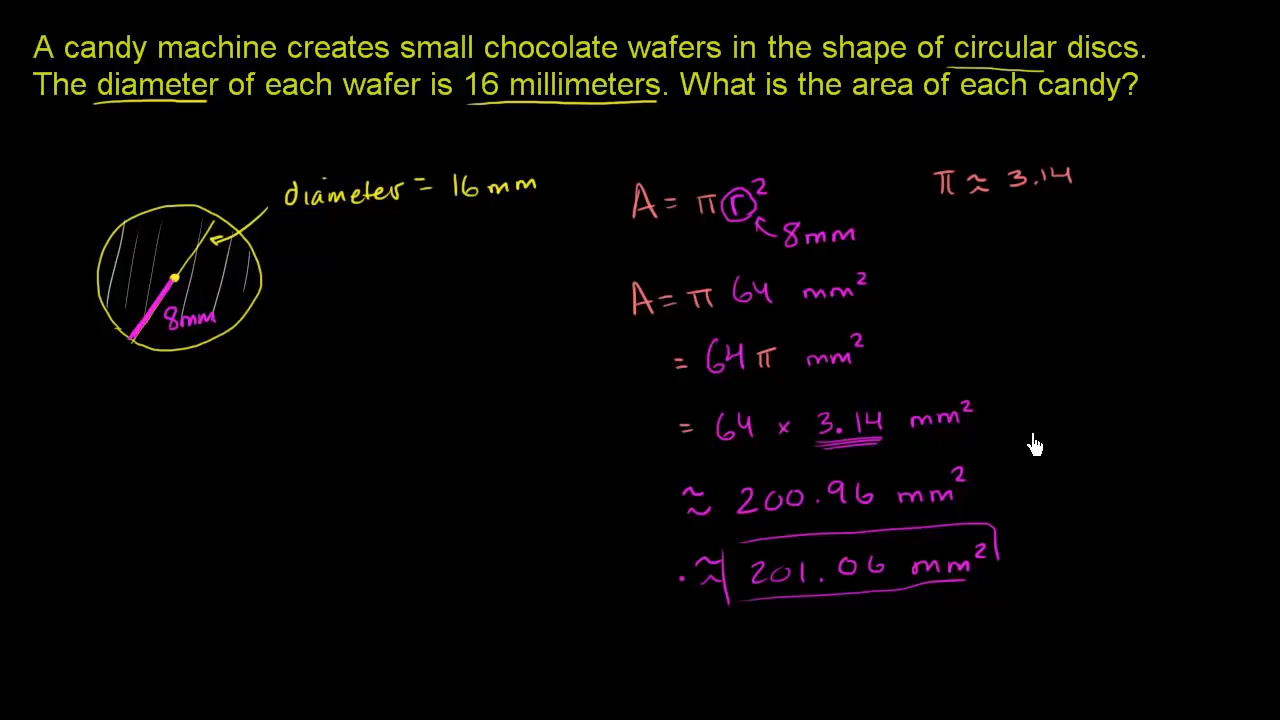 A candy machine creates small chocolate wafers in the shape of circular discs.
The diameter of each wafer is 16 millimeters. What is the area of each candy?
diameter = 16 mm
8mm
A = π r²
8mm
π ≈ 3.14
A = π 64 mm²
= 64 π mm²
= 64 × 3.14 mm²
≈ 200.96 mm²
≈ 201.06 mm²